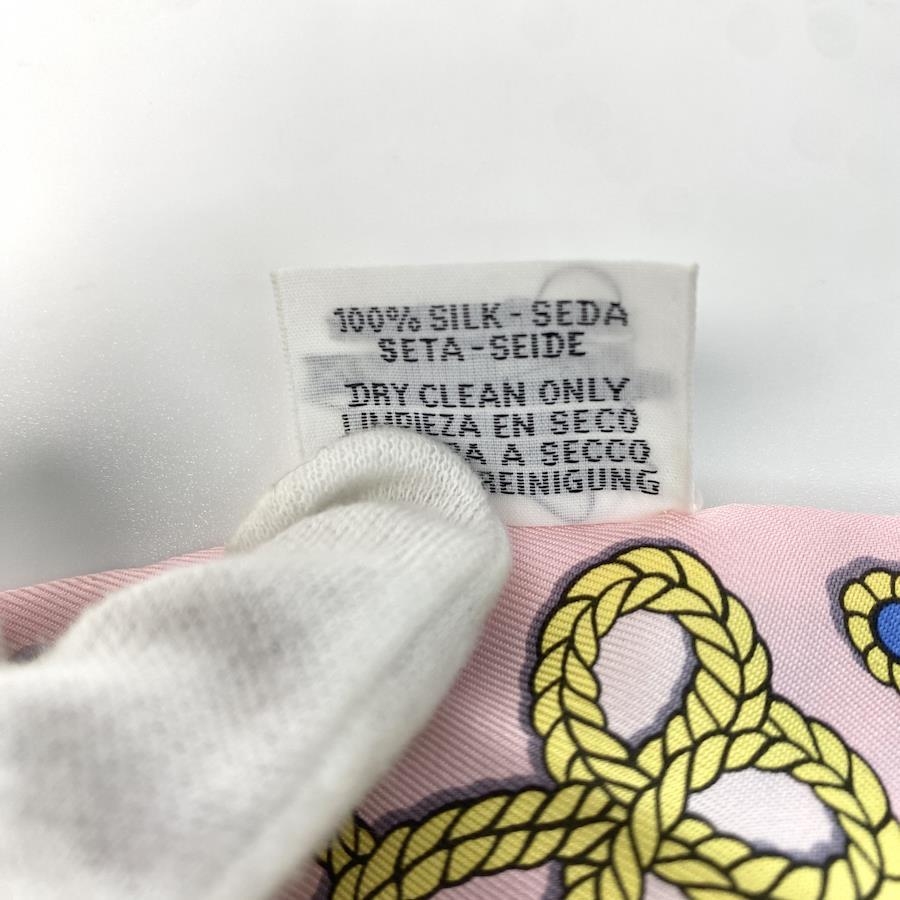 100% SILK - SEDA
SETA - SEIDE
DRY CLEAN ONLY
LIMPIEZA EN SECO
A SECCO
REINIGUNG